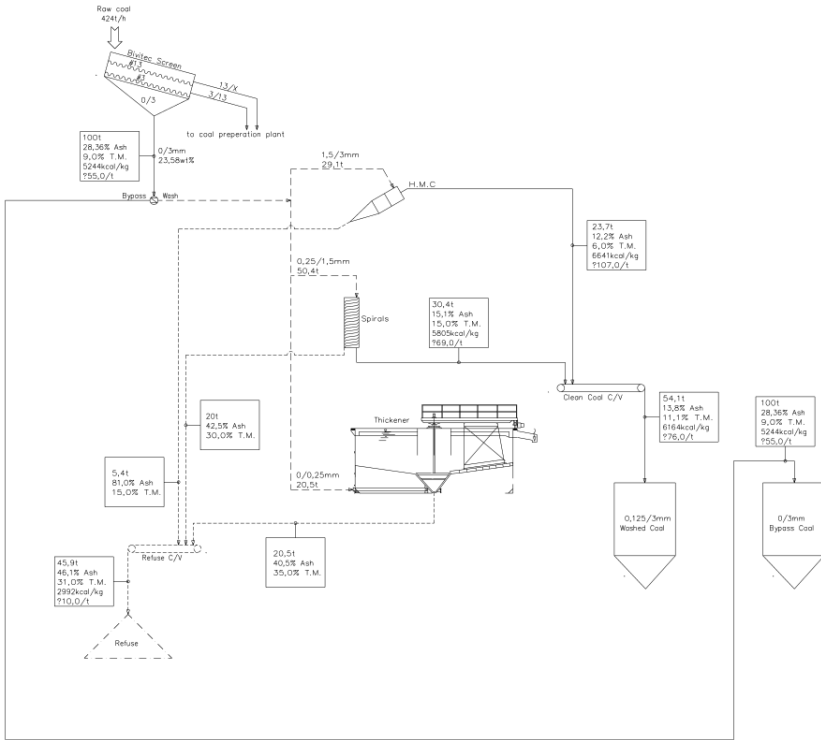 Raw coal
424t/h
Bivitec Screen
#13
#3
13/X
3/13
0/3
to coal preperation plant
100t
28,36% Ash
9,0% T.M.
5244kcal/kg
?55,0/t
0/3mm
23,58wt%
Bypass
Wash
1,5/3mm
29,1t
H.M.C
23,7t
12,2% Ash
6,0% T.M.
6641kcal/kg
?107,0/t
0,25/1,5mm
50,4t
Spirals
30,4t
15,1% Ash
15,0% T.M.
5805kcal/kg
?69,0/t
Clean Coal C/V
54,1t
13,8% Ash
11,1% T.M.
6164kcal/kg
?76,0/t
100t
28,36% Ash
9,0% T.M.
5244kcal/kg
?55,0/t
20t
42,5% Ash
30,0% T.M.
Thickener
5,4t
81,0% Ash
15,0% T.M.
0/0,25mm
20,5t
0,125/3mm
Washed Coal
0/3mm
Bypass Coal
Refuse C/V
20,5t
40,5% Ash
35,0% T.M.
45,9t
46,1% Ash
31,0% T.M.
2992kcal/kg
?10,0/t
Refuse